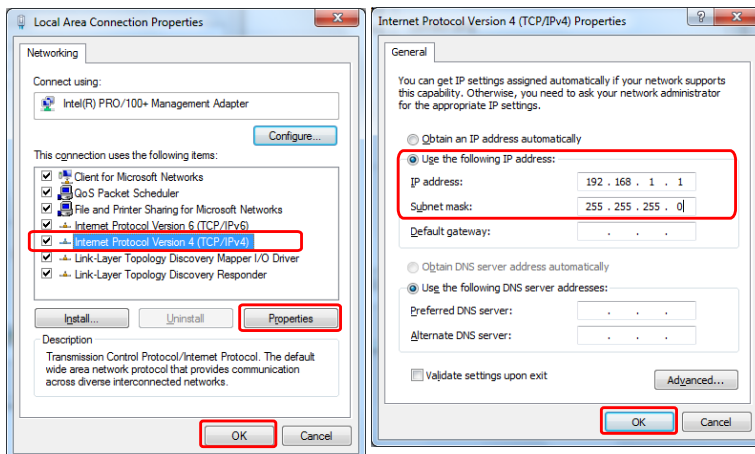 Local Area Connection Properties
Networking
Connect using:
Intel(R) PRO/100+ Management Adapter
Configure...
This connection uses the following items:
Client for Microsoft Networks
QoS Packet Scheduler
File and Printer Sharing for Microsoft Networks
Internet Protocol Version 6 (TCP/IPv6)
Internet Protocol Version 4 (TCP/IPv4)
Link-Layer Topology Discovery Mapper I/O Driver
Link-Layer Topology Discovery Responder
Install...
Uninstall
Properties
Description
Transmission Control Protocol/Internet Protocol. The default
wide area network protocol that provides communication
across diverse interconnected networks.
OK
Cancel
Internet Protocol Version 4 (TCP/IPv4) Properties
General
You can get IP settings assigned automatically if your network supports
this capability. Otherwise, you need to ask your network administrator
for the appropriate IP settings.
Obtain an IP address automatically
Use the following IP address:
IP address: 192 . 168 . 1 . 1
Subnet mask: 255 . 255 . 255 . 0
Default gateway: . . .
Obtain DNS server address automatically
Use the following DNS server addresses:
Preferred DNS server: . . .
Alternate DNS server: . . .
Validate settings upon exit
Advanced...
OK
Cancel